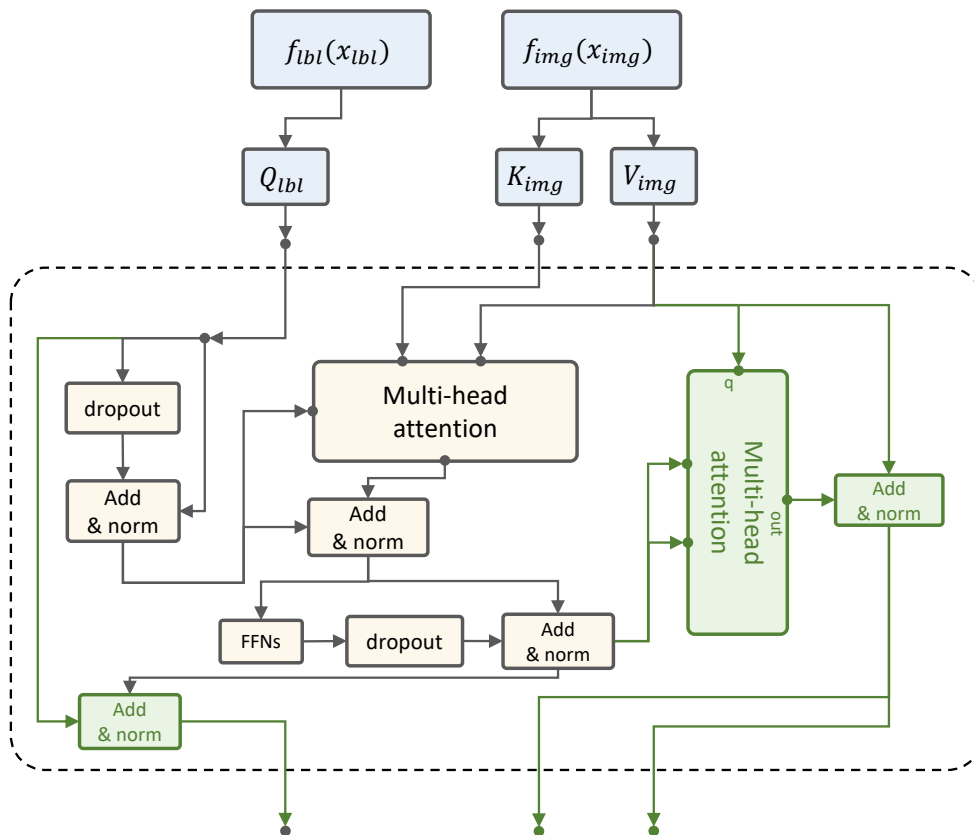 f_lbl(x_lbl)
f_img(x_img)
Q_lbl
K_img
V_img
dropout
Add
& norm
Multi-head
attention
Add
& norm
FFNs
dropout
Add
& norm
q
Multi-head
attention
out
Add
& norm
Add
& norm